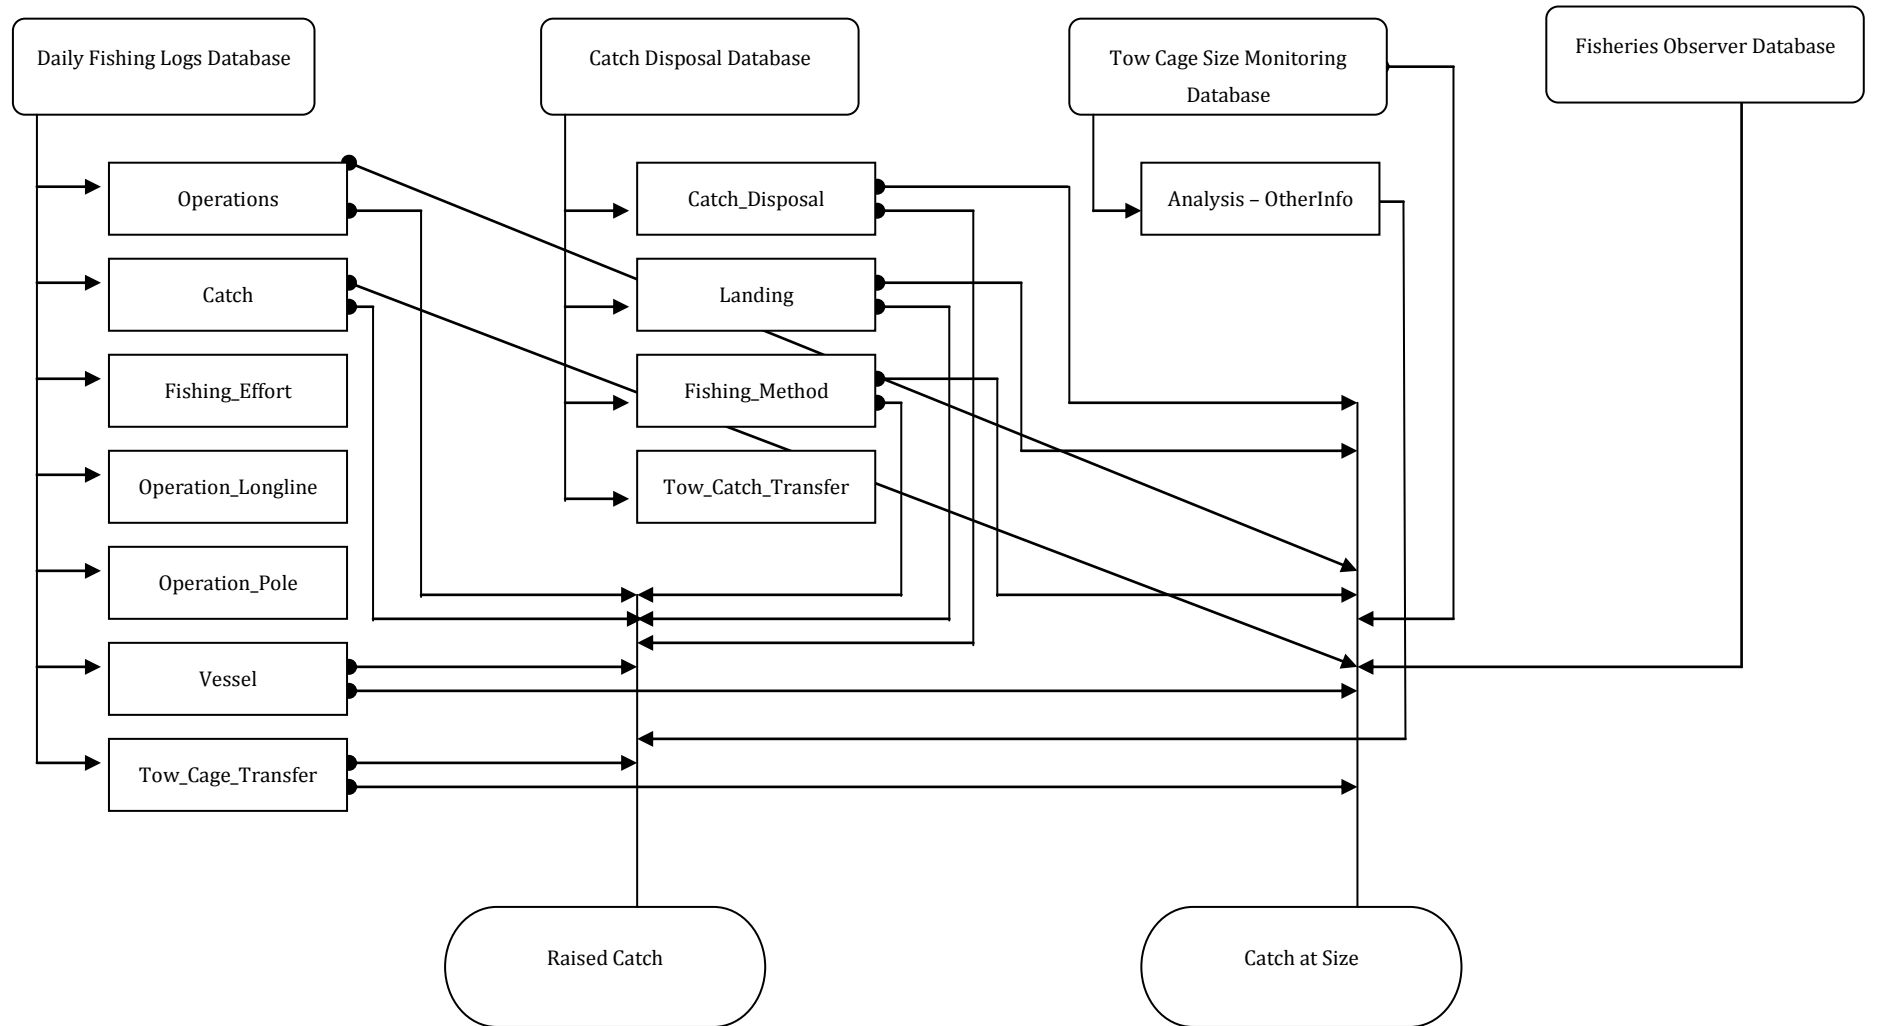 Daily Fishing Logs Database
Catch Disposal Database
Tow Cage Size Monitoring
Database
Fisheries Observer Database
Operations
Catch
Fishing_Effort
Operation_Longline
Operation_Pole
Vessel
Tow_Cage_Transfer
Catch_Disposal
Landing
Fishing_Method
Tow_Catch_Transfer
Analysis – OtherInfo
Raised Catch
Catch at Size